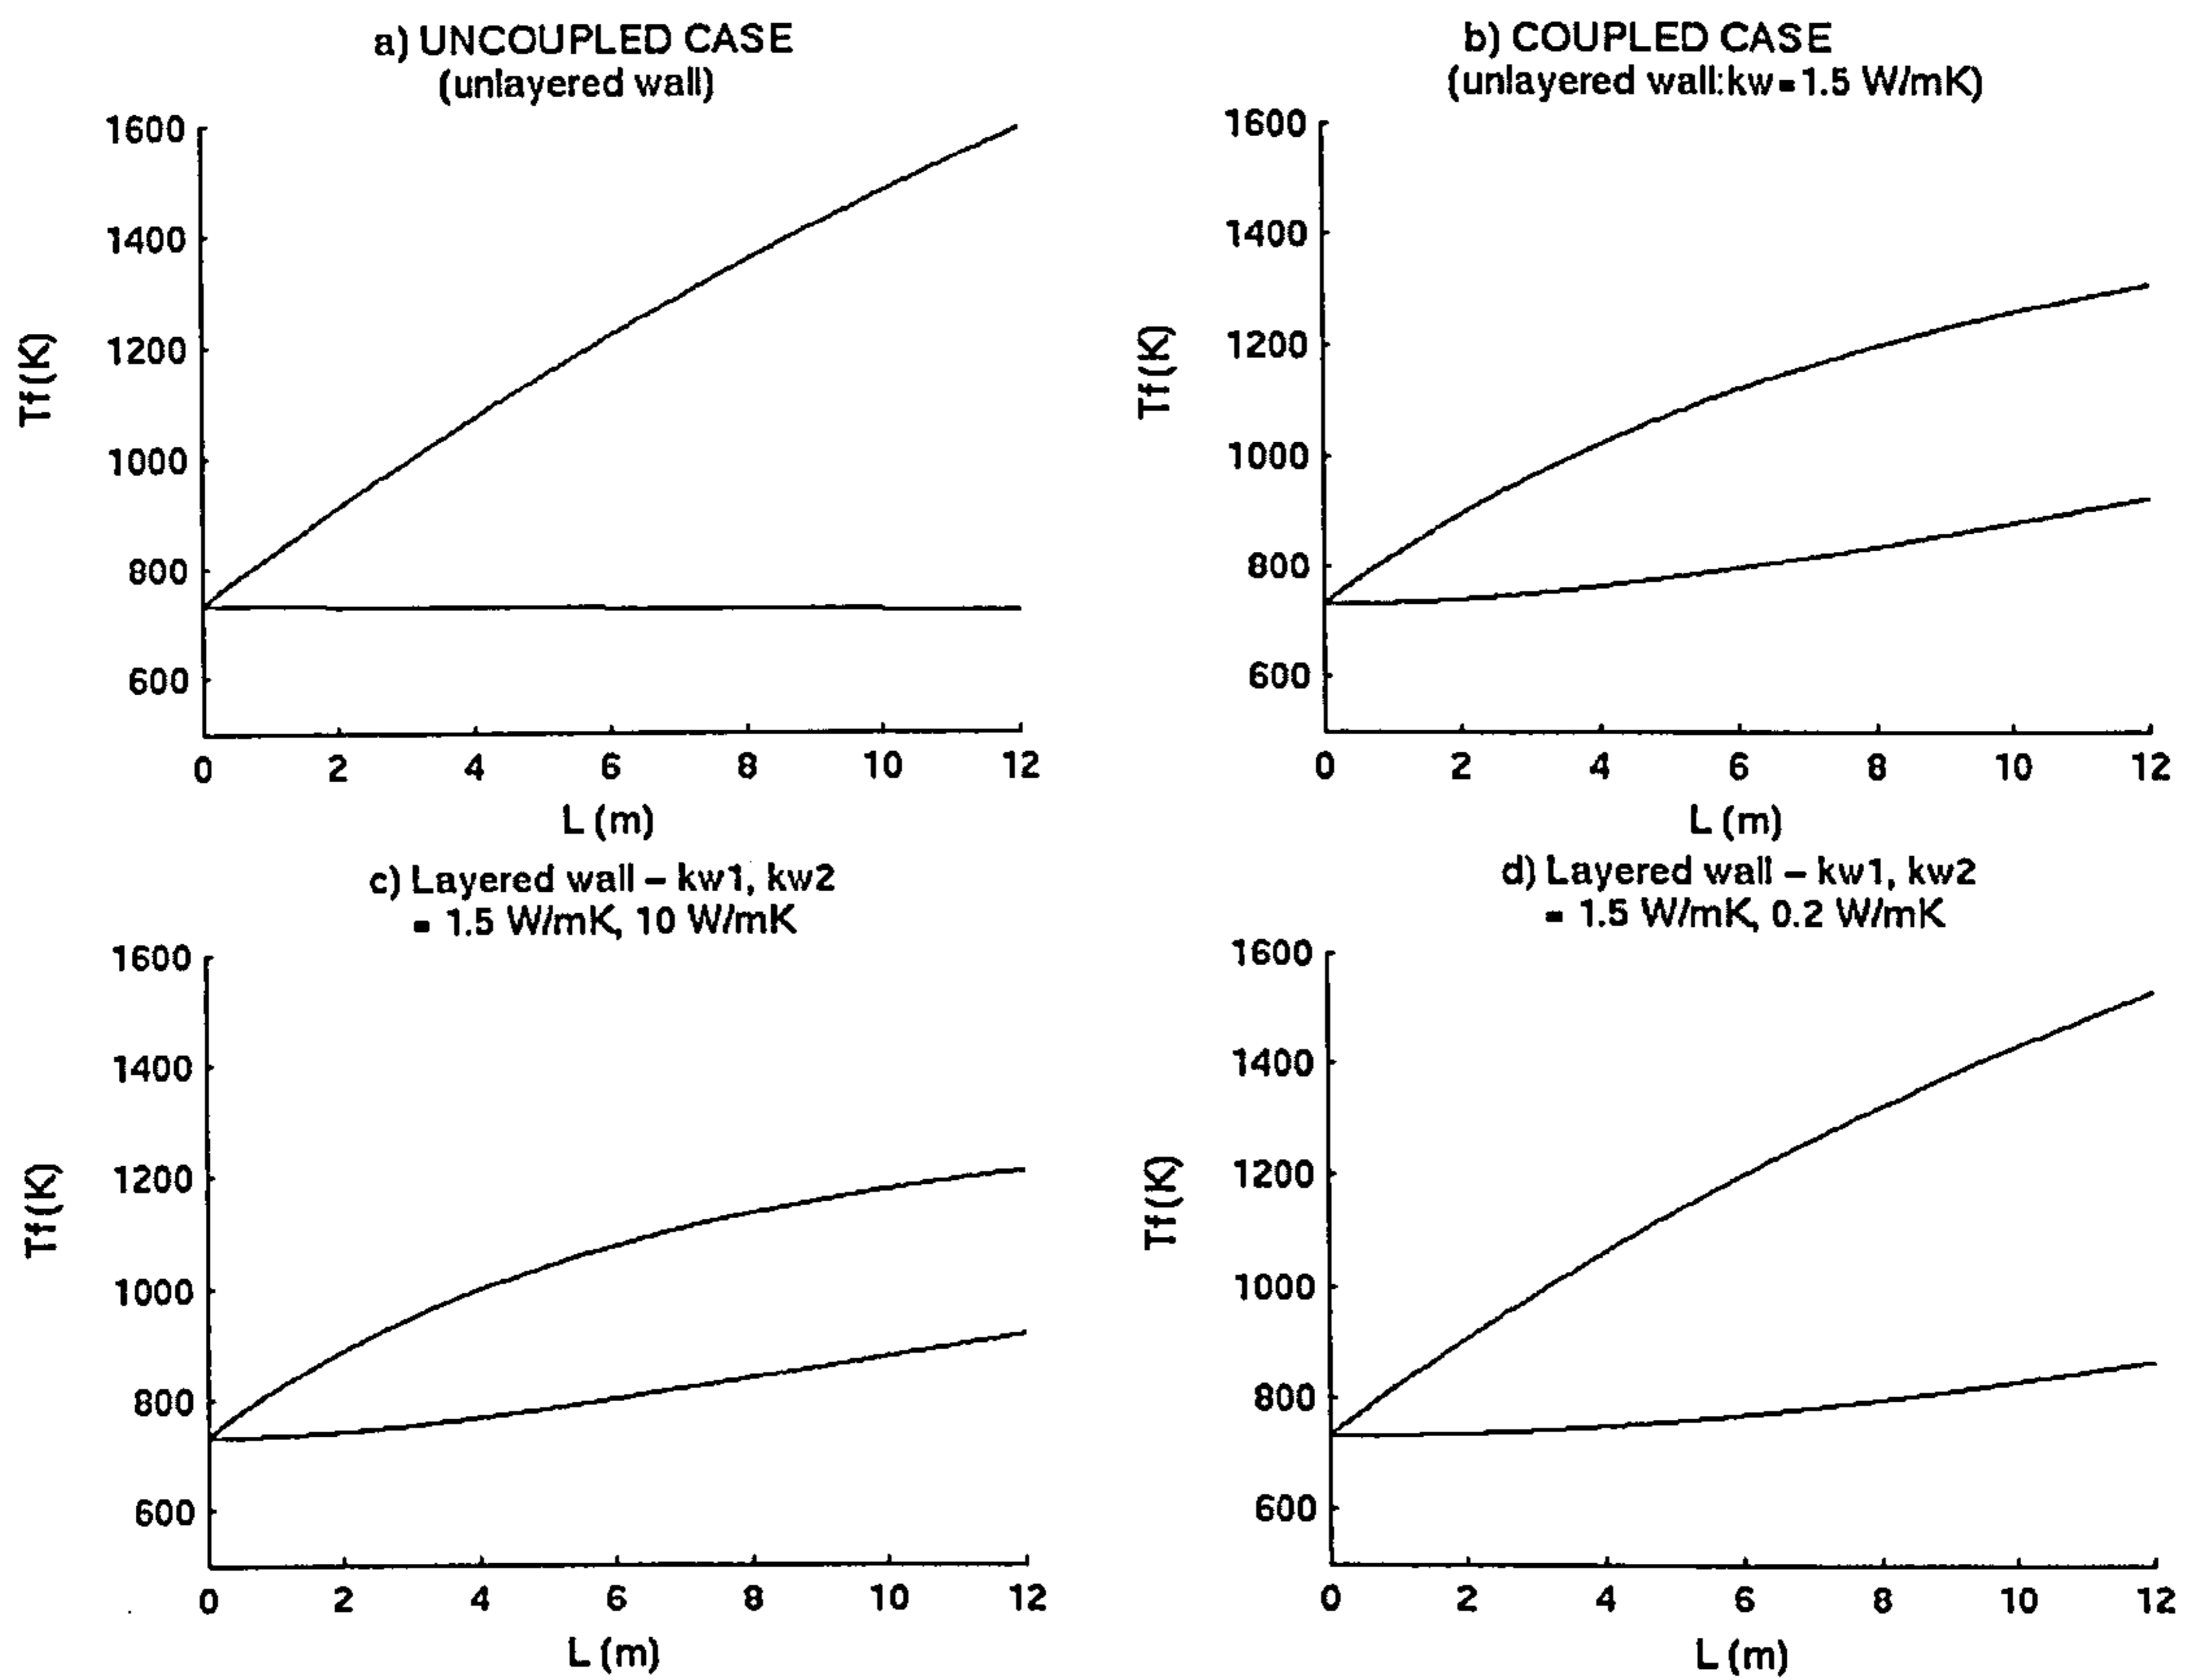 a) UNCOUPLED CASE
(unlayered wall)
1600
1400
1200
1000
800
600
Tf(K)
0 2 4 6 8 10 12
L (m)
b) COUPLED CASE
(unlayered wall:kw=1.5 W/mK)
1600
1400
1200
1000
800
600
Tf(K)
0 2 4 6 8 10 12
L (m)
c) Layered wall – kw1, kw2
= 1.5 W/mK, 10 W/mK
1600
1400
1200
1000
800
600
Tf(K)
0 2 4 6 8 10 12
L (m)
d) Layered wall – kw1, kw2
= 1.5 W/mK, 0.2 W/mK
1600
1400
1200
1000
800
600
Tf(K)
0 2 4 6 8 10 12
L (m)